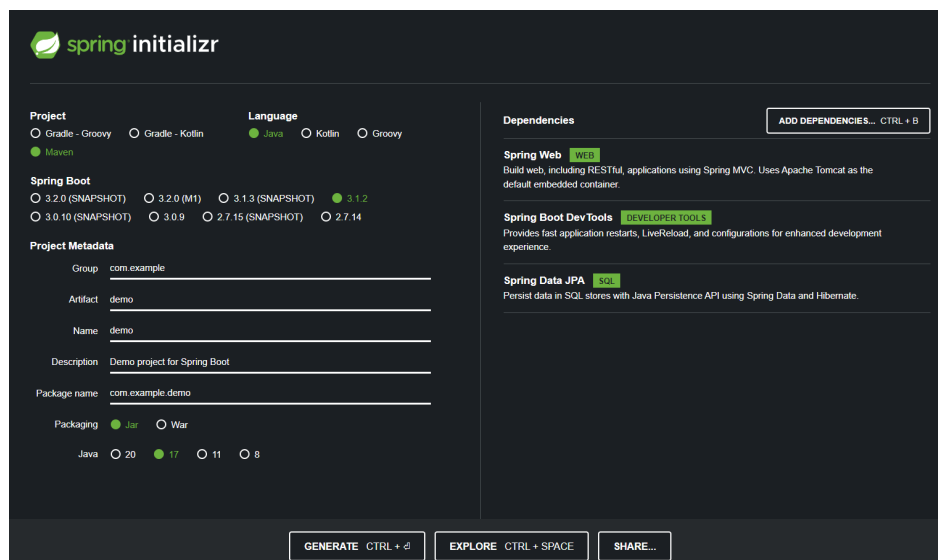 spring initializr
Project
Gradle - Groovy Gradle - Kotlin
Maven
Language
Java Kotlin Groovy
Spring Boot
3.2.0 (SNAPSHOT) 3.2.0 (M1) 3.1.3 (SNAPSHOT) 3.1.2
3.0.10 (SNAPSHOT) 3.0.9 2.7.15 (SNAPSHOT) 2.7.14
Project Metadata
Group com.example
Artifact demo
Name demo
Description Demo project for Spring Boot
Package name com.example.demo
Packaging Jar War
Java 20 17 11 8
Dependencies ADD DEPENDENCIES... CTRL + B
Spring Web WEB
Build web, including RESTful, applications using Spring MVC. Uses Apache Tomcat as the
default embedded container.
Spring Boot DevTools DEVELOPER TOOLS
Provides fast application restarts, LiveReload, and configurations for enhanced development
experience.
Spring Data JPA SQL
Persist data in SQL stores with Java Persistence API using Spring Data and Hibernate.
GENERATE CTRL + ⏎ EXPLORE CTRL + SPACE SHARE...